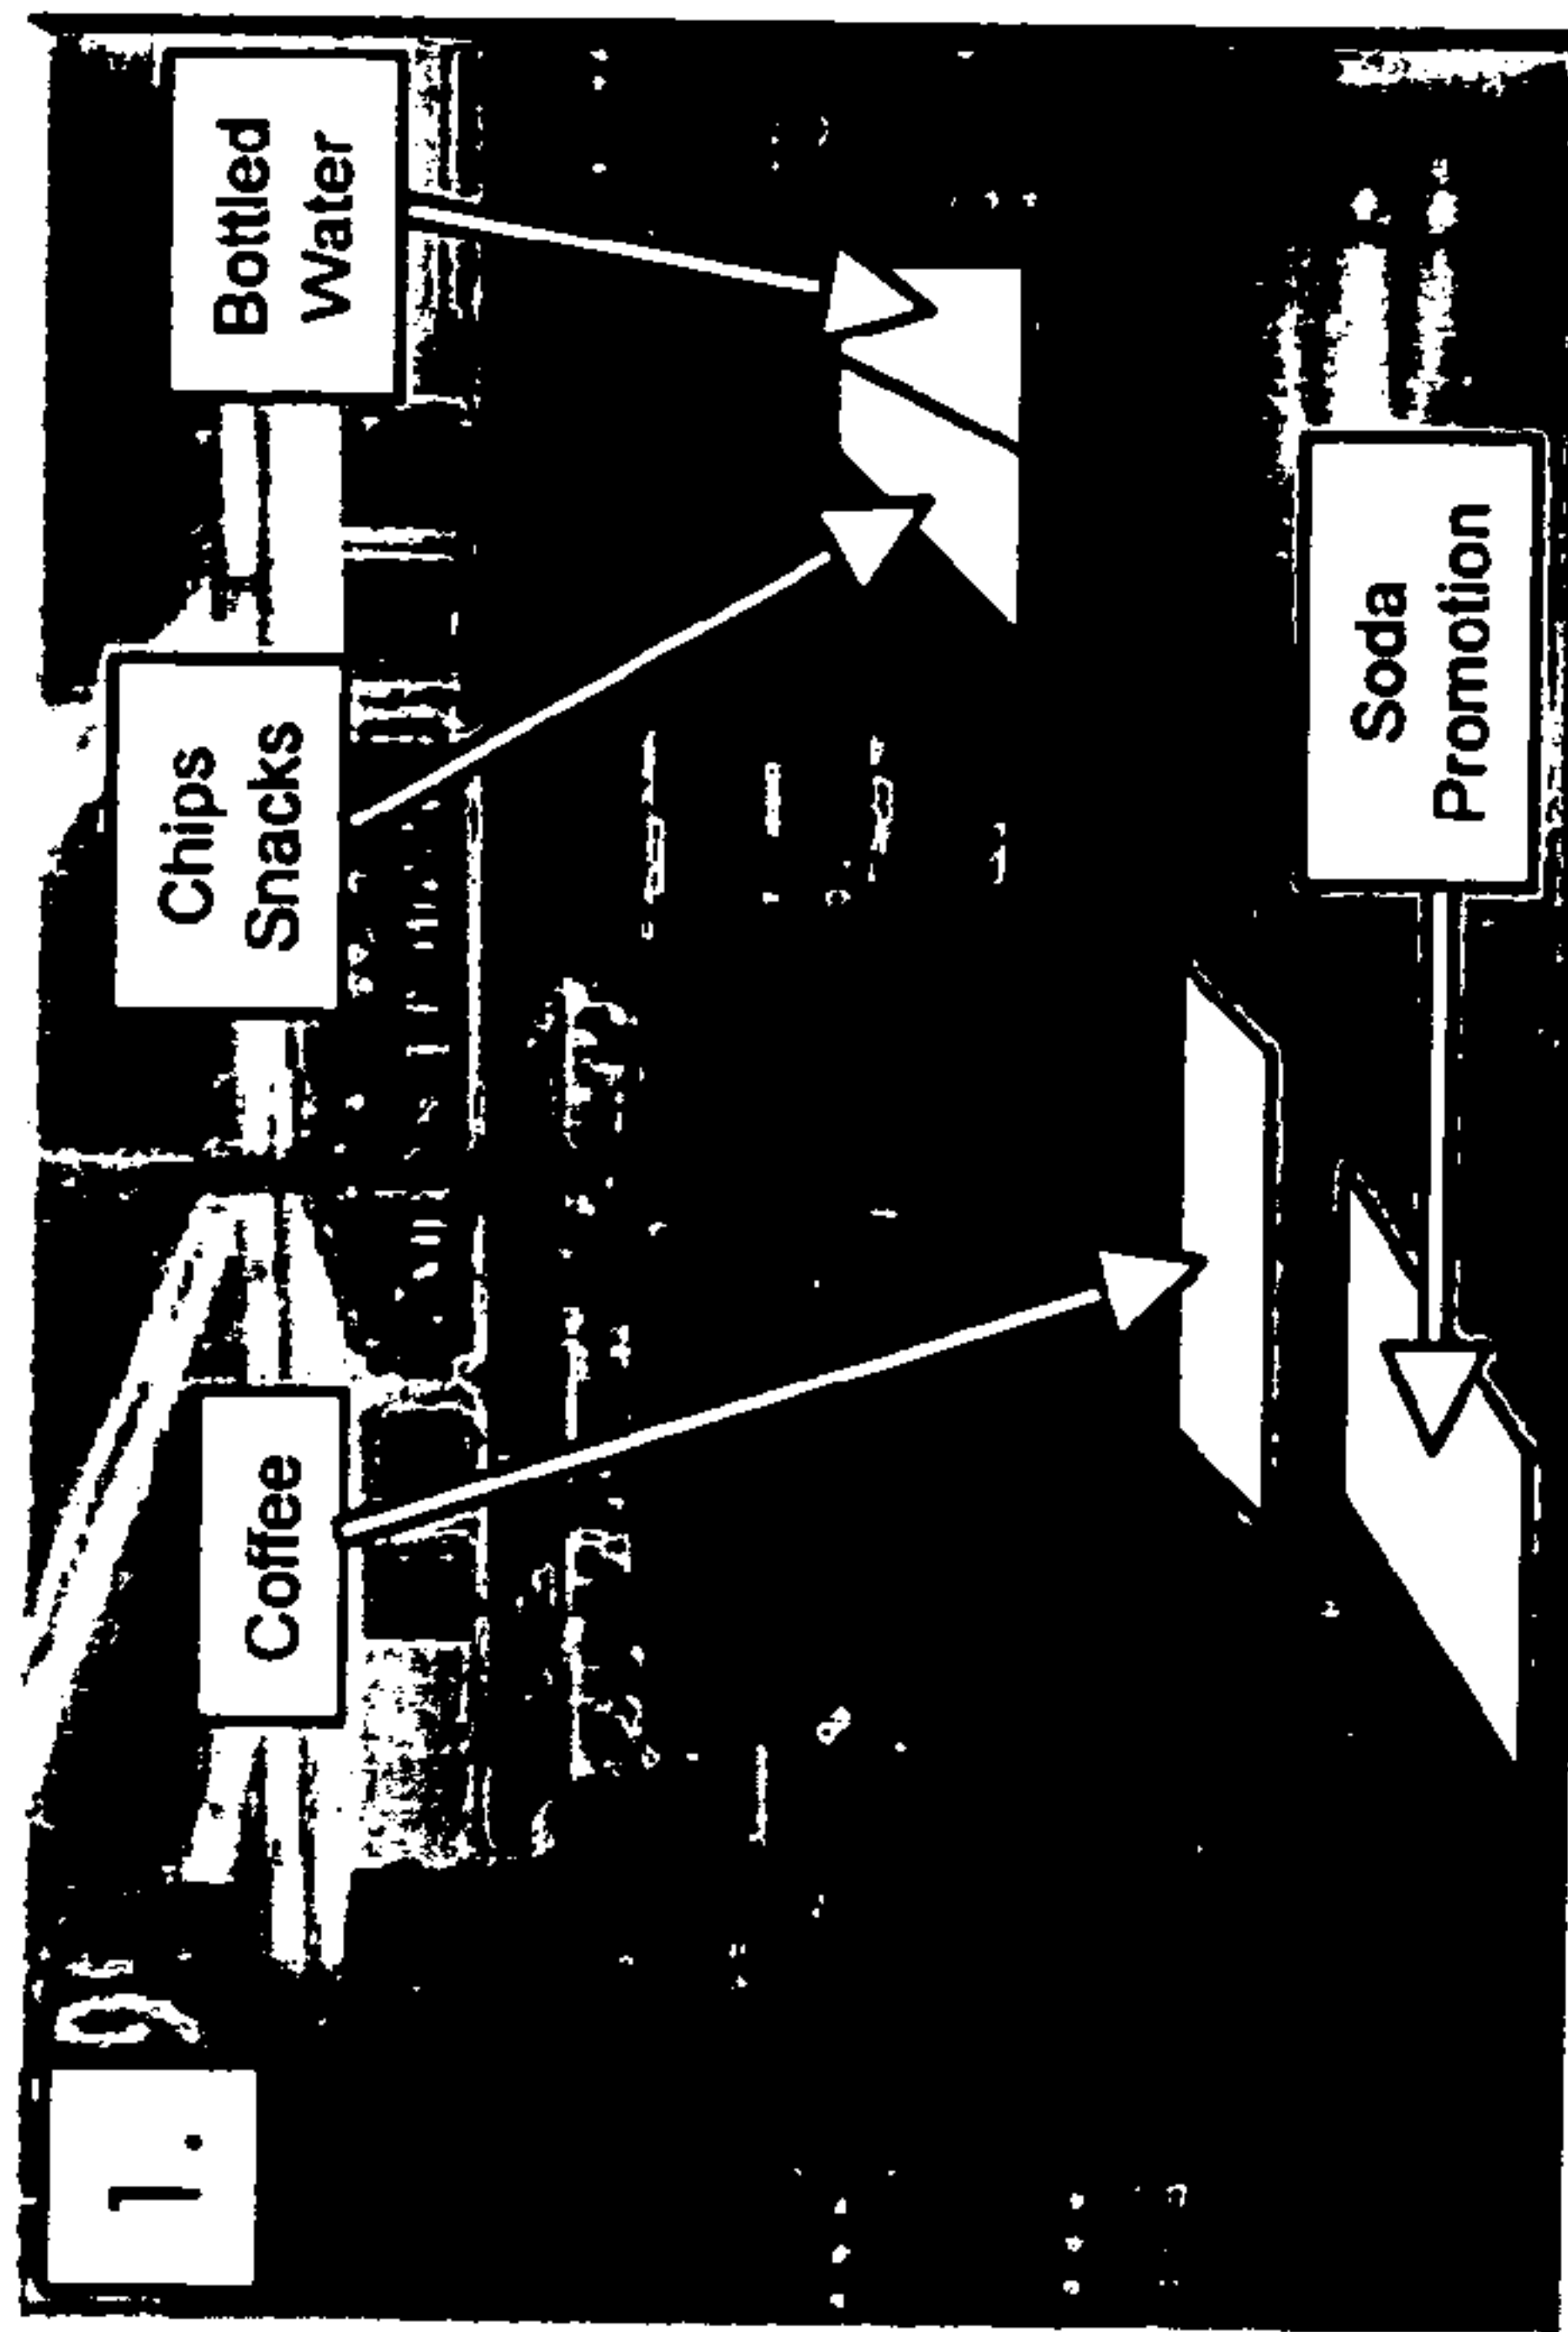 1.
Coffee
Chips
Snacks
Bottled
Water
Soda
Promotion